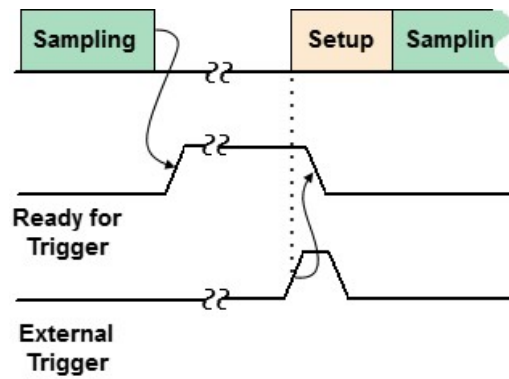 Sampling
Setup
Samplin
Ready for
Trigger
External
Trigger